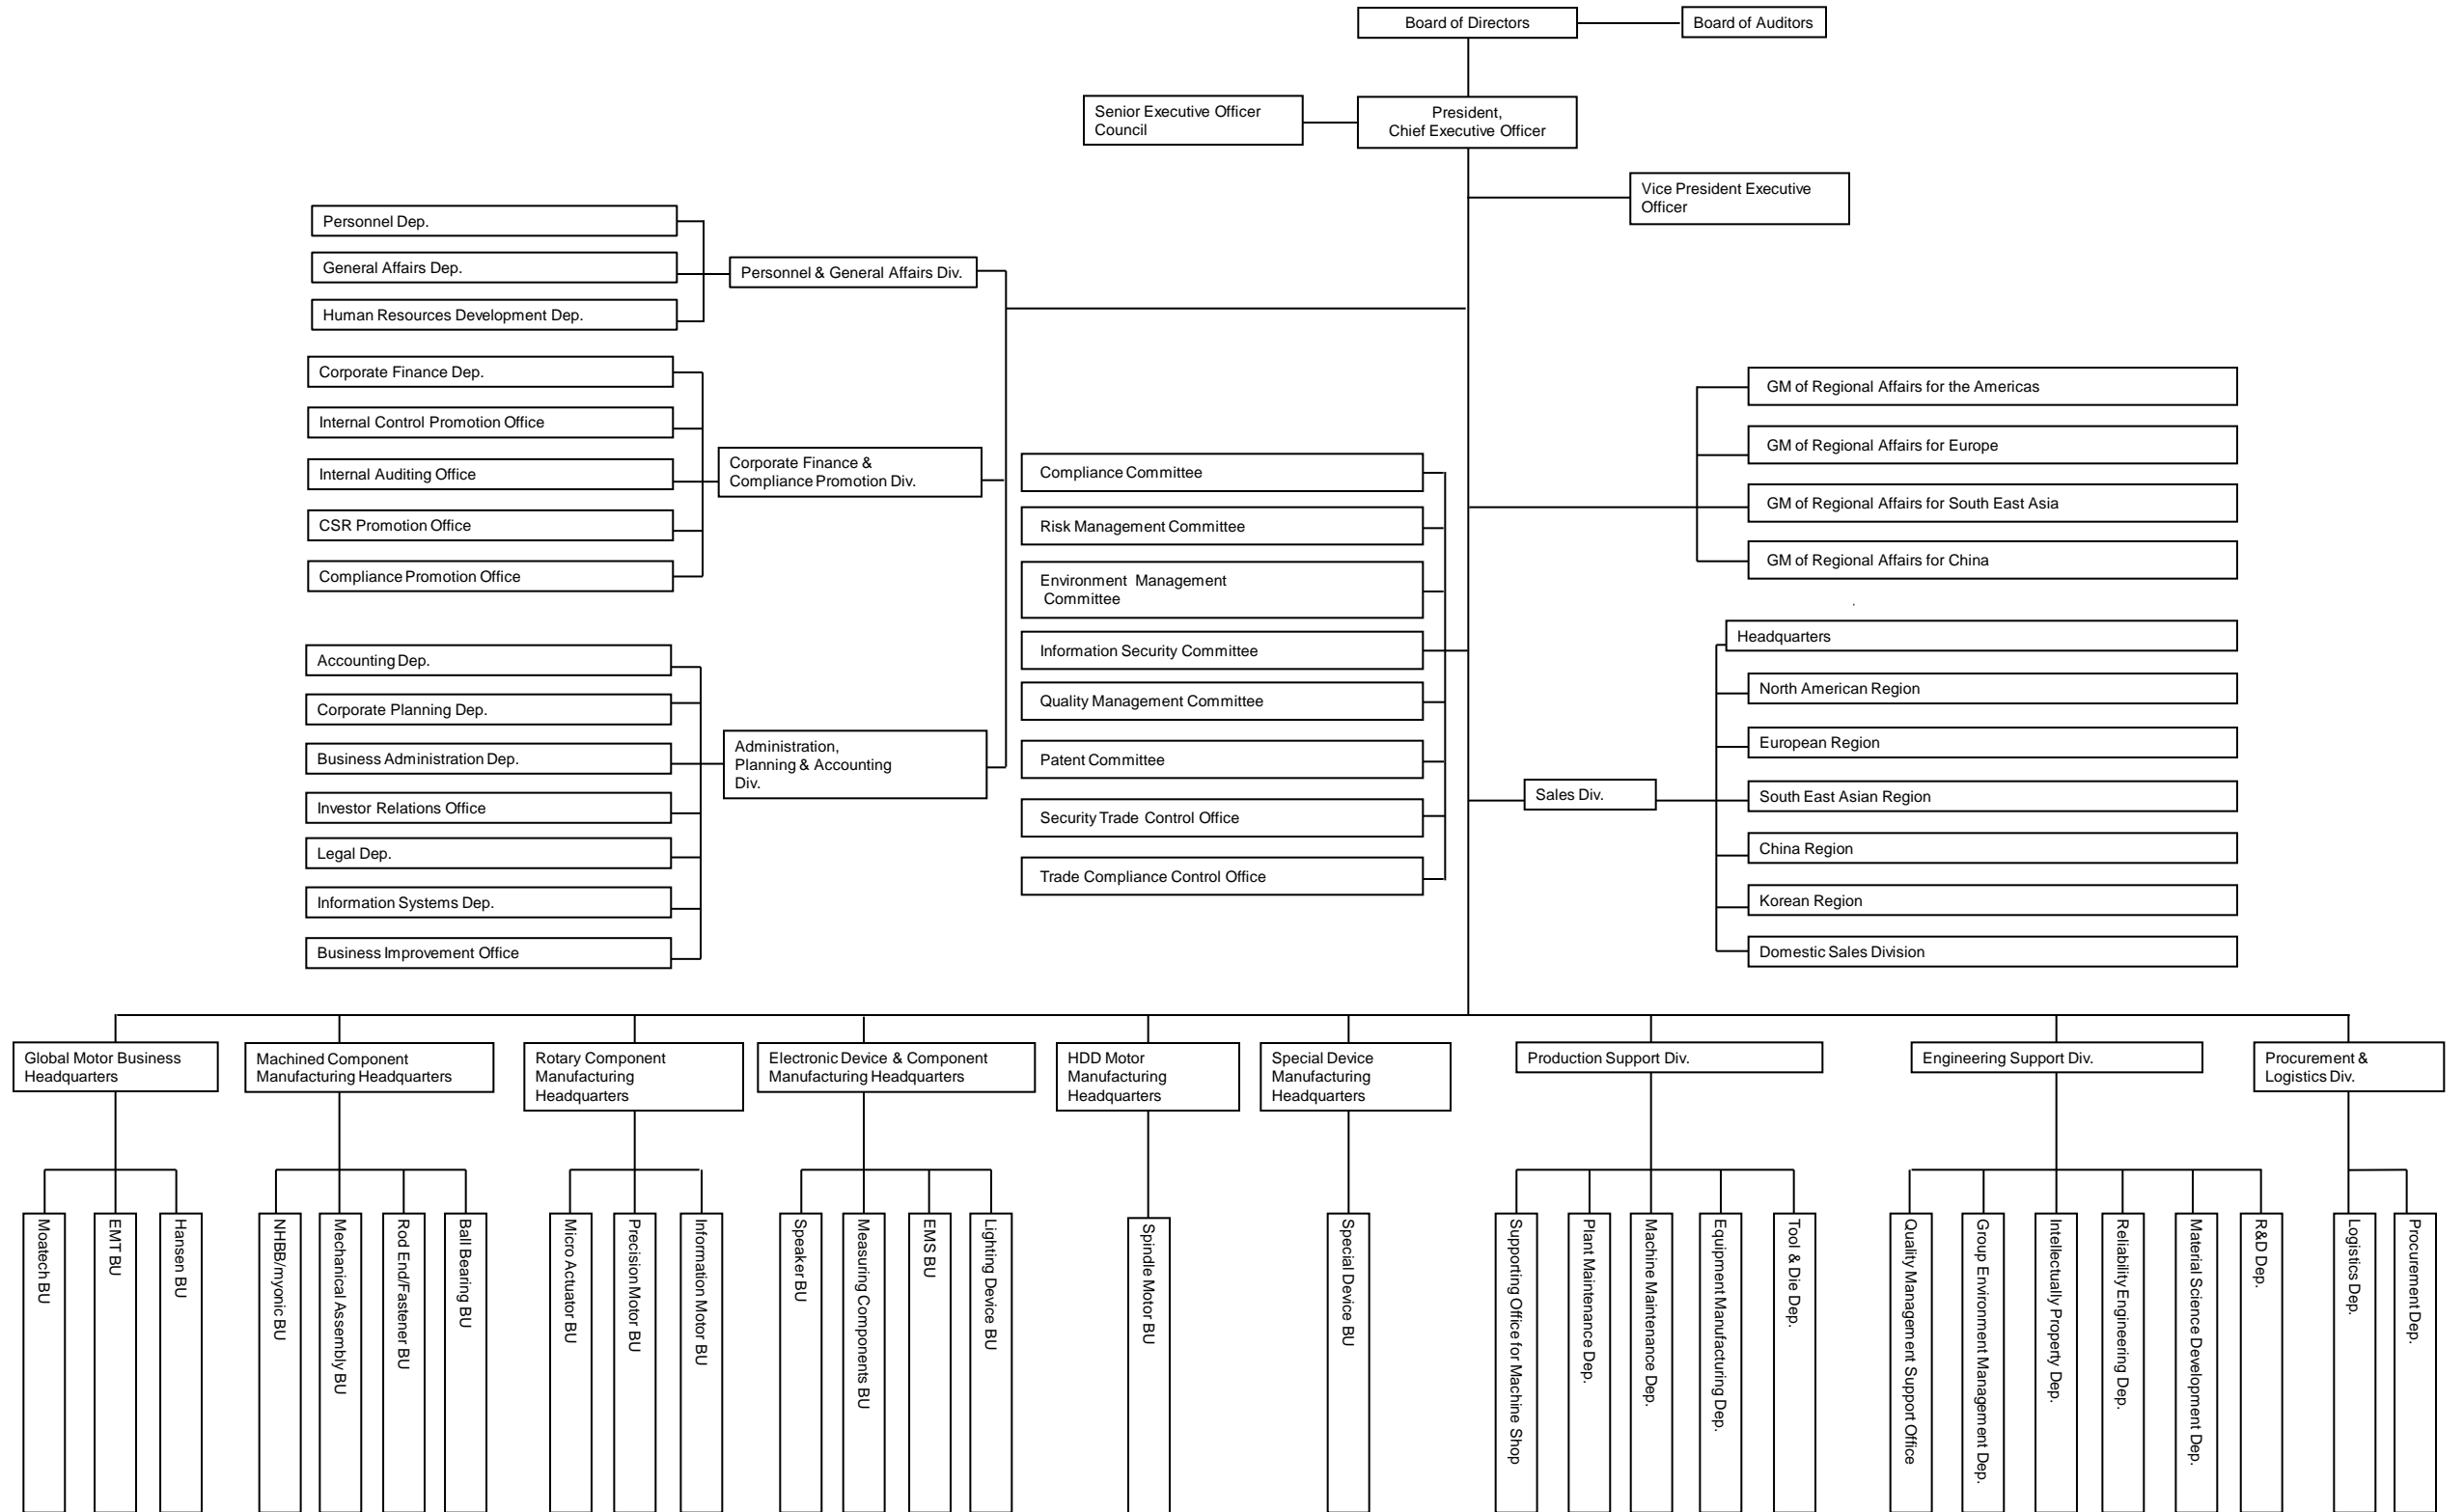 Board of Directors
Board of Auditors
Senior Executive Officer
Council
President,
Chief Executive Officer
Vice President Executive
Officer
Personnel Dep.
General Affairs Dep.
Human Resources Development Dep.
Personnel & General Affairs Div.
Corporate Finance Dep.
Internal Control Promotion Office
Internal Auditing Office
CSR Promotion Office
Compliance Promotion Office
Corporate Finance &
Compliance Promotion Div.
Accounting Dep.
Corporate Planning Dep.
Business Administration Dep.
Investor Relations Office
Legal Dep.
Information Systems Dep.
Business Improvement Office
Administration,
Planning & Accounting
Div.
Compliance Committee
Risk Management Committee
Environment Management
Committee
Information Security Committee
Quality Management Committee
Patent Committee
Security Trade Control Office
Trade Compliance Control Office
GM of Regional Affairs for the Americas
GM of Regional Affairs for Europe
GM of Regional Affairs for South East Asia
GM of Regional Affairs for China
Sales Div.
Headquarters
North American Region
European Region
South East Asian Region
China Region
Korean Region
Domestic Sales Division
Global Motor Business
Headquarters
Machined Component
Manufacturing Headquarters
Rotary Component
Manufacturing
Headquarters
Electronic Device & Component
Manufacturing Headquarters
HDD Motor
Manufacturing
Headquarters
Special Device
Manufacturing
Headquarters
Production Support Div.
Engineering Support Div.
Procurement &
Logistics Div.
Moatech BU
EMT BU
Hansen BU
NHBB/myonic BU
Mechanical Assembly BU
Rod End/Fastener BU
Ball Bearing BU
Micro Actuator BU
Precision Motor BU
Information Motor BU
Speaker BU
Measuring Components BU
EMS BU
Lighting Device BU
Spindle Motor BU
Special Device BU
Supporting Office for Machine Shop
Plant Maintenance Dep.
Machine Maintenance Dep.
Equipment Manufacturing Dep.
Tool & Die Dep.
Quality Management Support Office
Group Environment Management Dep.
Intellectually Property Dep.
Reliability Engineering Dep.
Material Science Development Dep.
R&D Dep.
Logistics Dep.
Procurement Dep.